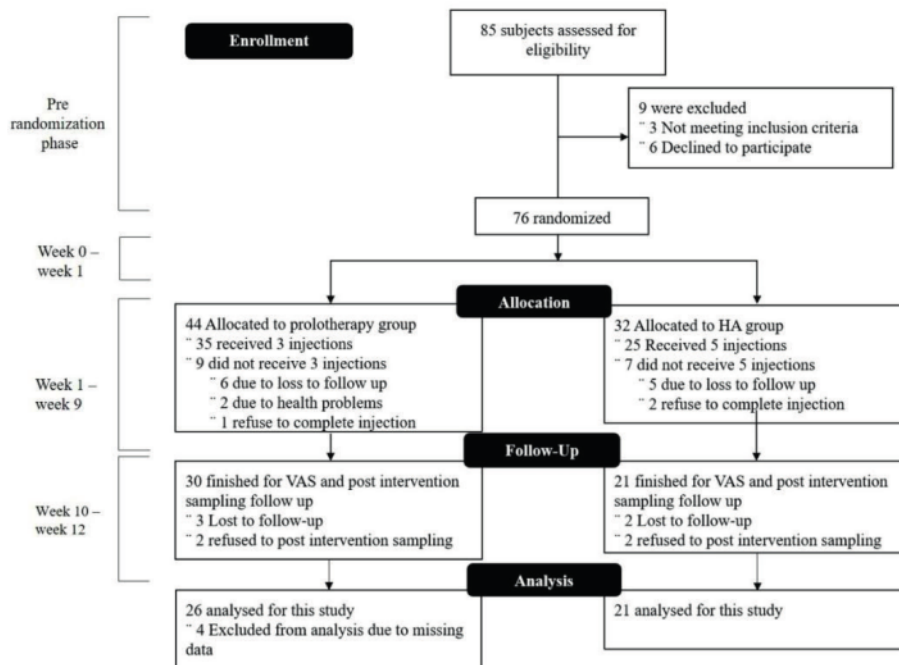 Enrollment
85 subjects assessed for
eligibility
Pre
randomization
phase
9 were excluded
¨ 3 Not meeting inclusion criteria
¨ 6 Declined to participate
76 randomized
Week 0 –
week 1
Allocation
44 Allocated to prolotherapy group
¨ 35 received 3 injections
¨ 9 did not receive 3 injections
¨ 6 due to loss to follow up
¨ 2 due to health problems
¨ 1 refuse to complete injection
32 Allocated to HA group
¨ 25 Received 5 injections
¨ 7 did not receive 5 injections
¨ 5 due to loss to follow up
¨ 2 refuse to complete injection
Week 1 –
week 9
Follow-Up
30 finished for VAS and post intervention
sampling follow up
¨ 3 Lost to follow-up
¨ 2 refused to post intervention sampling
21 finished for VAS and post intervention
sampling follow up
¨ 2 Lost to follow-up
¨ 2 refused to post intervention sampling
Week 10 –
week 12
Analysis
26 analysed for this study
¨ 4 Excluded from analysis due to missing
data
21 analysed for this study